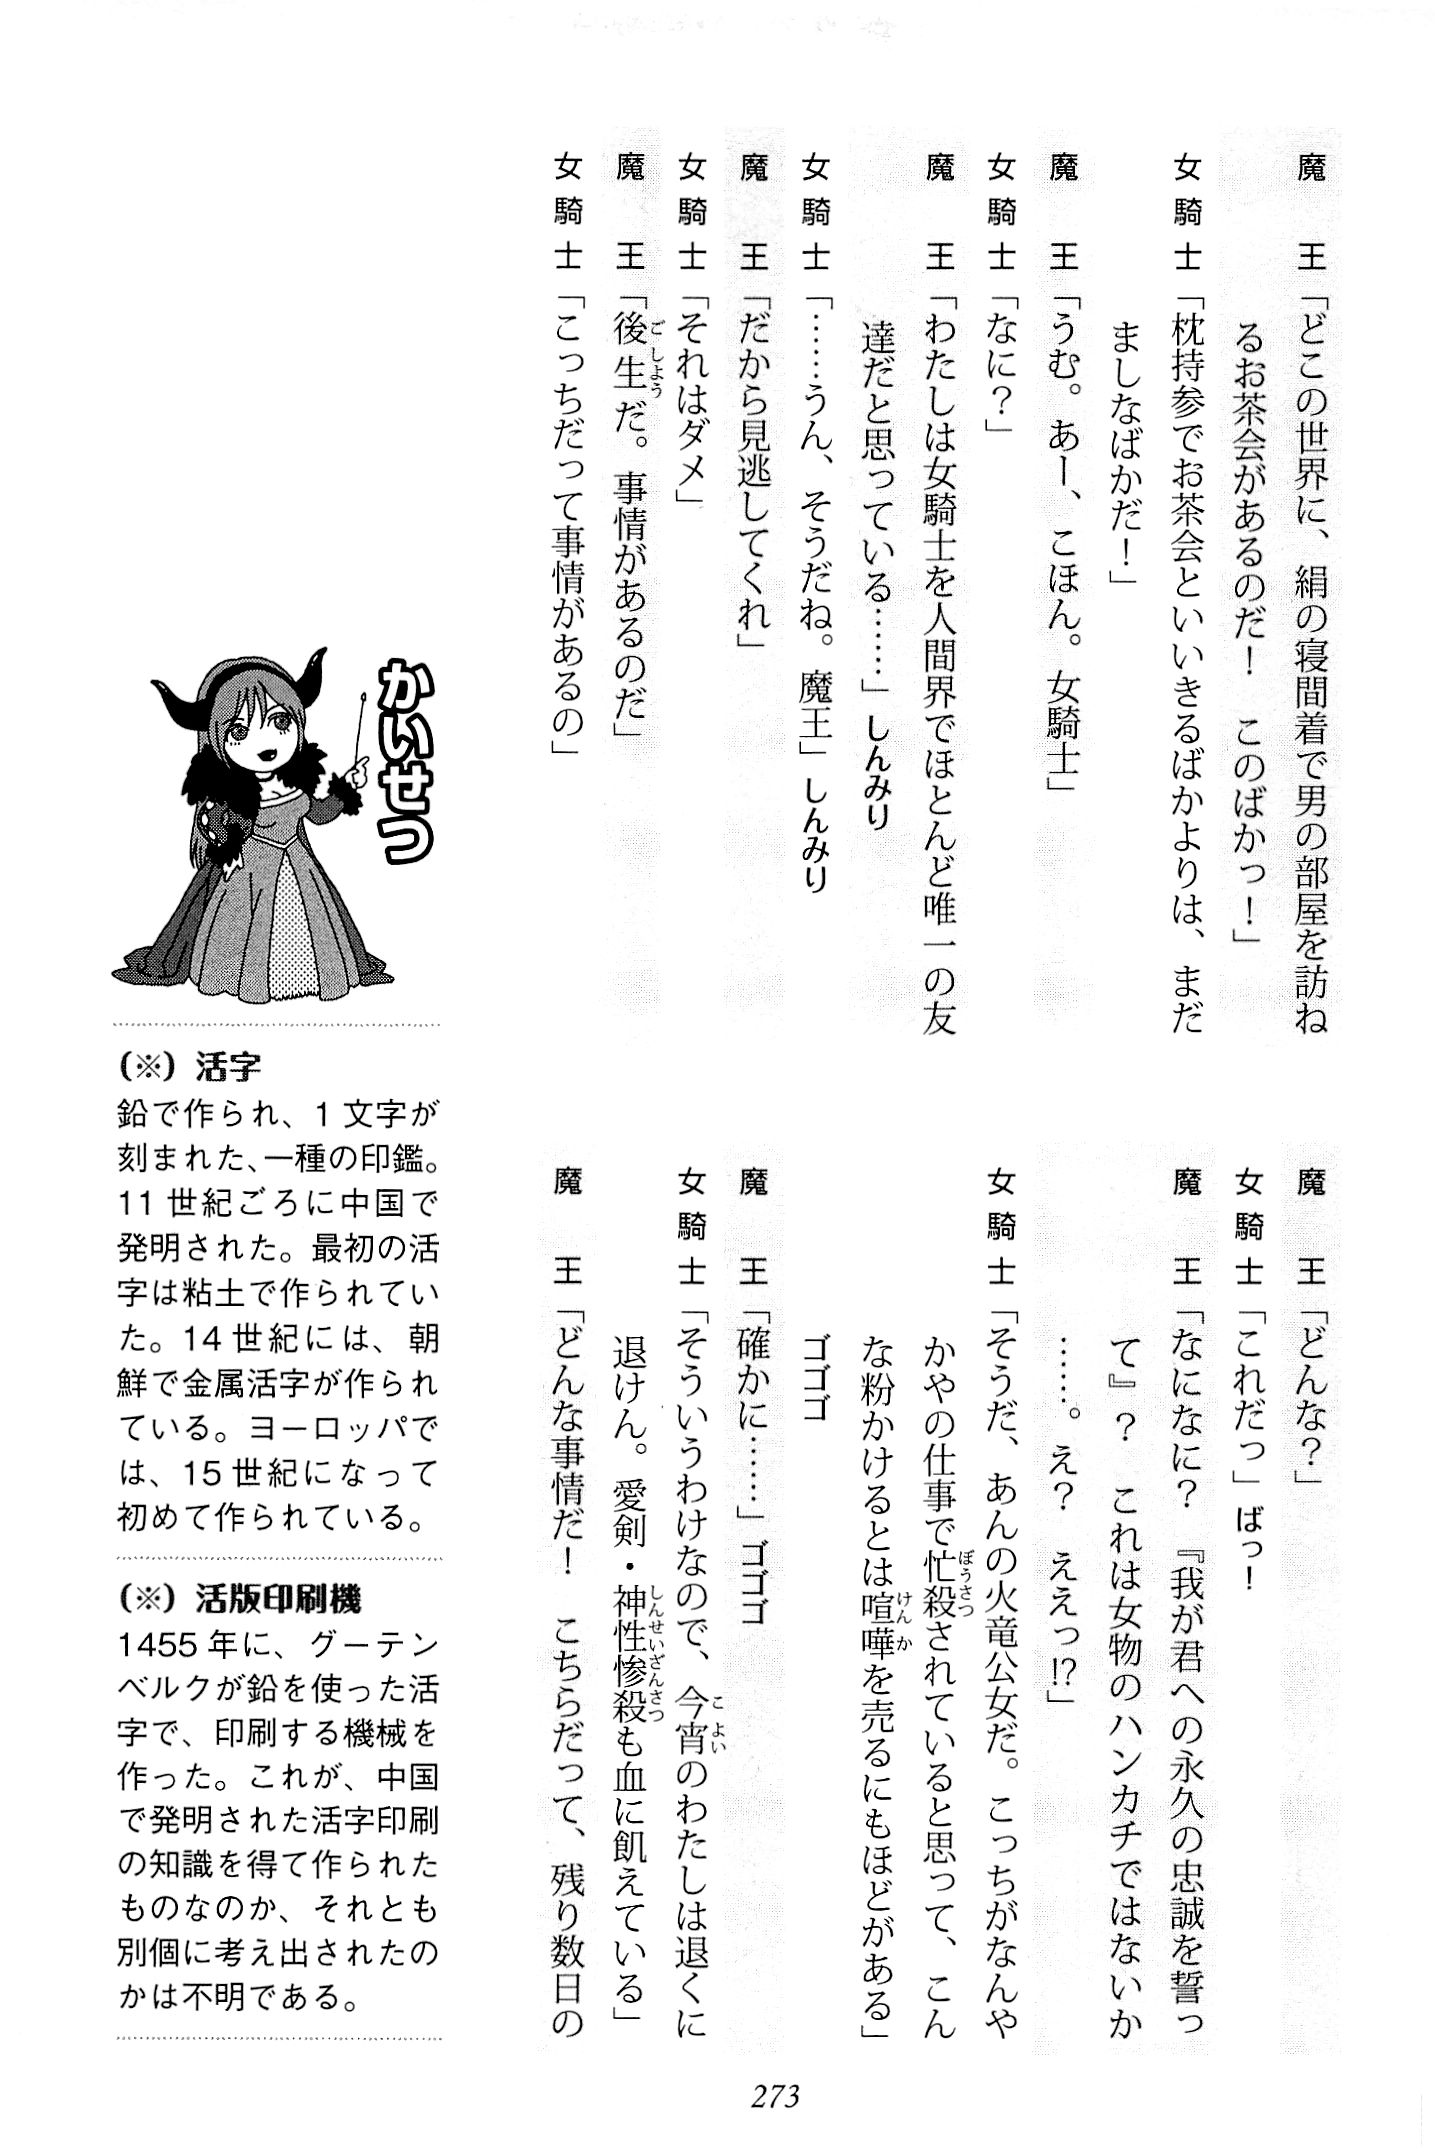 魔　王「どこの世界に、絹の寝間着で男の部屋を訪ね
るお茶会があるのだ！　このばかっ！」
女騎士「枕持参でお茶会といいきるばかよりは、まだ
ましなばかだ！」
魔　王「うむ。あー、こほん。女騎士」
女騎士「なに？」
魔　王「わたしは女騎士を人間界でほとんど唯一の友
達だと思っている……」しんみり
女騎士「……うん、そうだね。魔王」しんみり
魔　王「だから見逃してくれ」
女騎士「それはダメ」
魔　王「後生だ。事情があるのだ」
ごしよう
女騎士「こっちだって事情があるの」
魔　王「どんな？」
女騎士「これだっ」ばっ！
魔　王「なになに？　『我が君への永久の忠誠を誓っ
て』？　これは女物のハンカチではないか
……。え？　ええっ!?」
女騎士「そうだ、あんの火竜公女だ。こっちがなんや
かやの仕事で忙殺されていると思って、こん
ぼうさつ
な粉かけるとは喧嘩を売るにもほどがある」
けんか
ゴゴゴ
魔　王「確かに……」ゴゴゴ
女騎士「そういうわけなので、今宵のわたしは退くに
こよい
退けん。愛剣・神性惨殺も血に飢えている」
しんせいざんさつ
魔　王「どんな事情だ！　こちらだって、残り数日の
かいせつ
（※）活字
鉛で作られ、1文字が
刻まれた、一種の印鑑。
11世紀ごろに中国で
発明された。最初の活
字は粘土で作られてい
た。14世紀には、朝
鮮で金属活字が作られ
ている。ヨーロッパで
は、15世紀になって
初めて作られている。
（※）活版印刷機
1455年に、グーテン
ベルクが鉛を使った活
字で、印刷する機械を
作った。これが、中国
で発明された活字印刷
の知識を得て作られた
ものなのか、それとも
別個に考え出されたの
かは不明である。
273